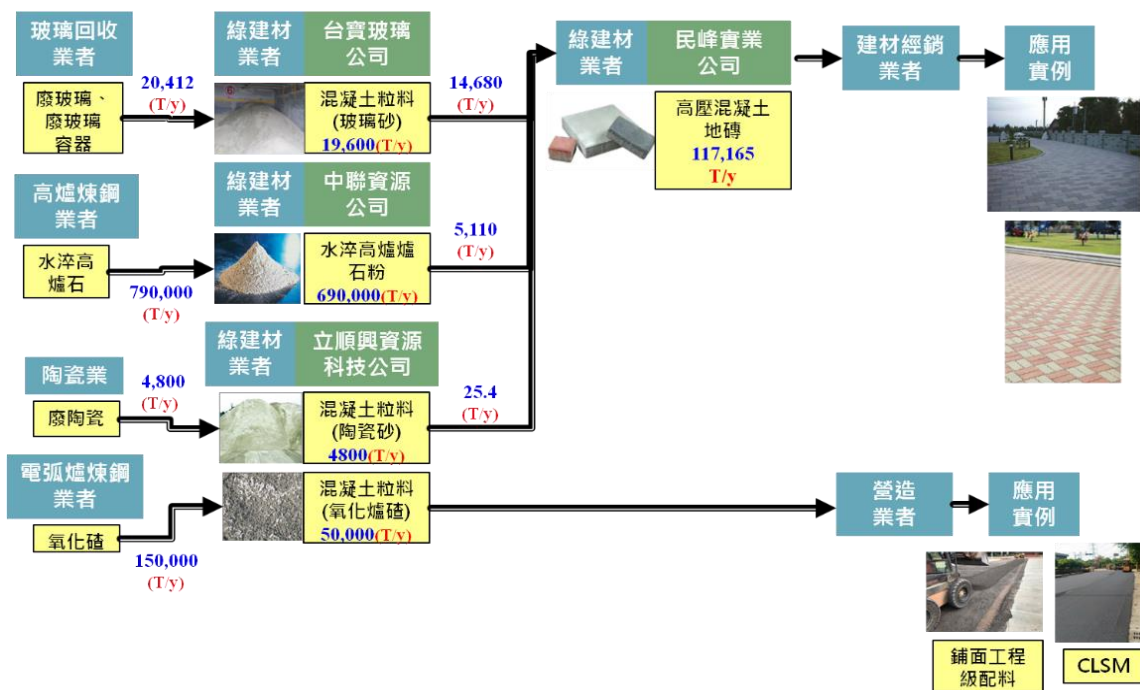 玻璃回收
業者
20,412
(T/y)
廢玻璃、
廢玻璃
容器
綠建材
業者
台寶玻璃
公司
混凝土粒料
(玻璃砂)
19,600(T/y)
14,680
(T/y)
高爐煉鋼
業者
水淬高
爐石
790,000
(T/y)
綠建材
業者
中聯資源
公司
水淬高爐爐
石粉
690,000(T/y)
5,110
(T/y)
陶瓷業
廢陶瓷
4,800
(T/y)
綠建材
業者
立順興資源
科技公司
混凝土粒料
(陶瓷砂)
4800(T/y)
25.4
(T/y)
電弧爐煉鋼
業者
氧化碴
150,000
(T/y)
混凝土粒料
(氧化爐碴)
50,000(T/y)
綠建材
業者
民峰實業
公司
高壓混凝土
地磚
117,165
T/y
建材經銷
業者
應用
實例
營造
業者
應用
實例
鋪面工程
級配料
CLSM